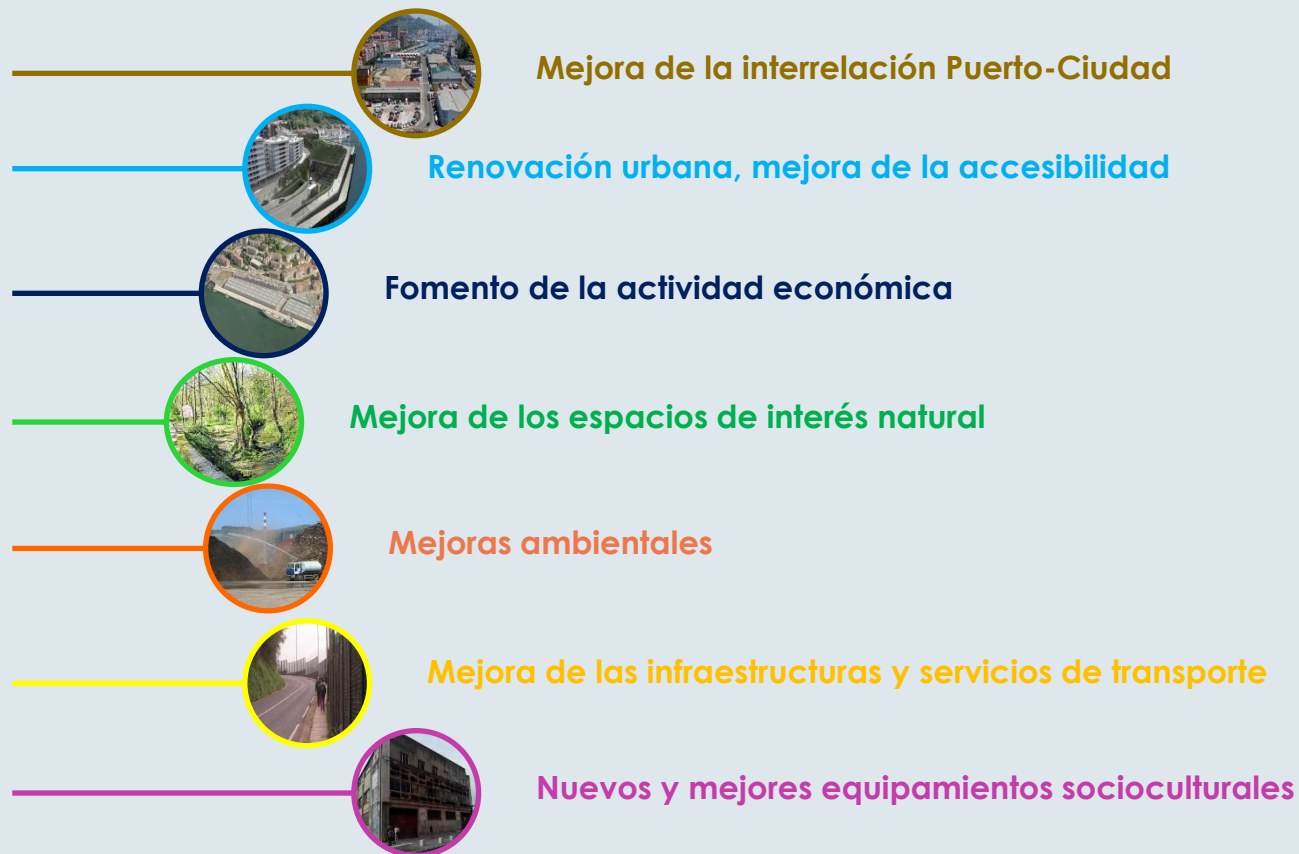 Mejora de la interrelación Puerto-Ciudad
Renovación urbana, mejora de la accesibilidad
Fomento de la actividad económica
Mejora de los espacios de interés natural
Mejoras ambientales
Mejora de las infraestructuras y servicios de transporte
Nuevos y mejores equipamientos socioculturales